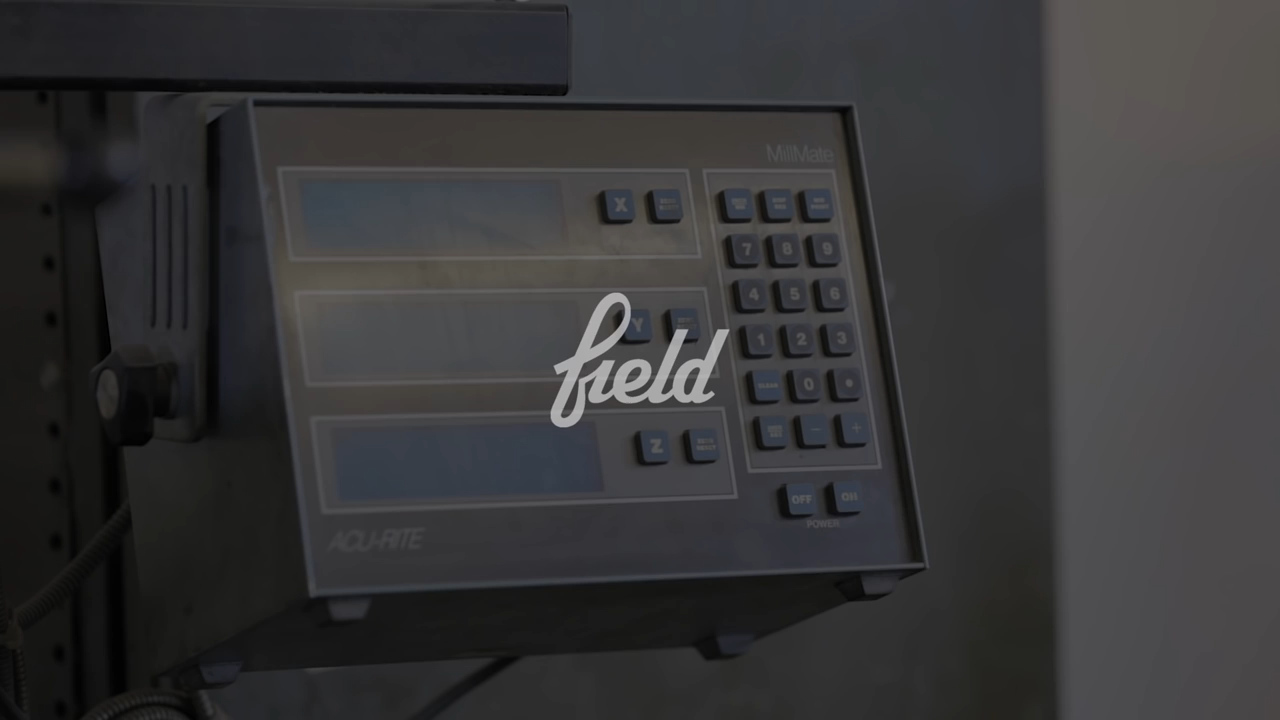 MillMate
X
7 8 9
Y
4 5 6
field
1 2 3
CLEAR 0
Z
− +
OFF ON
POWER
ACU-RITE